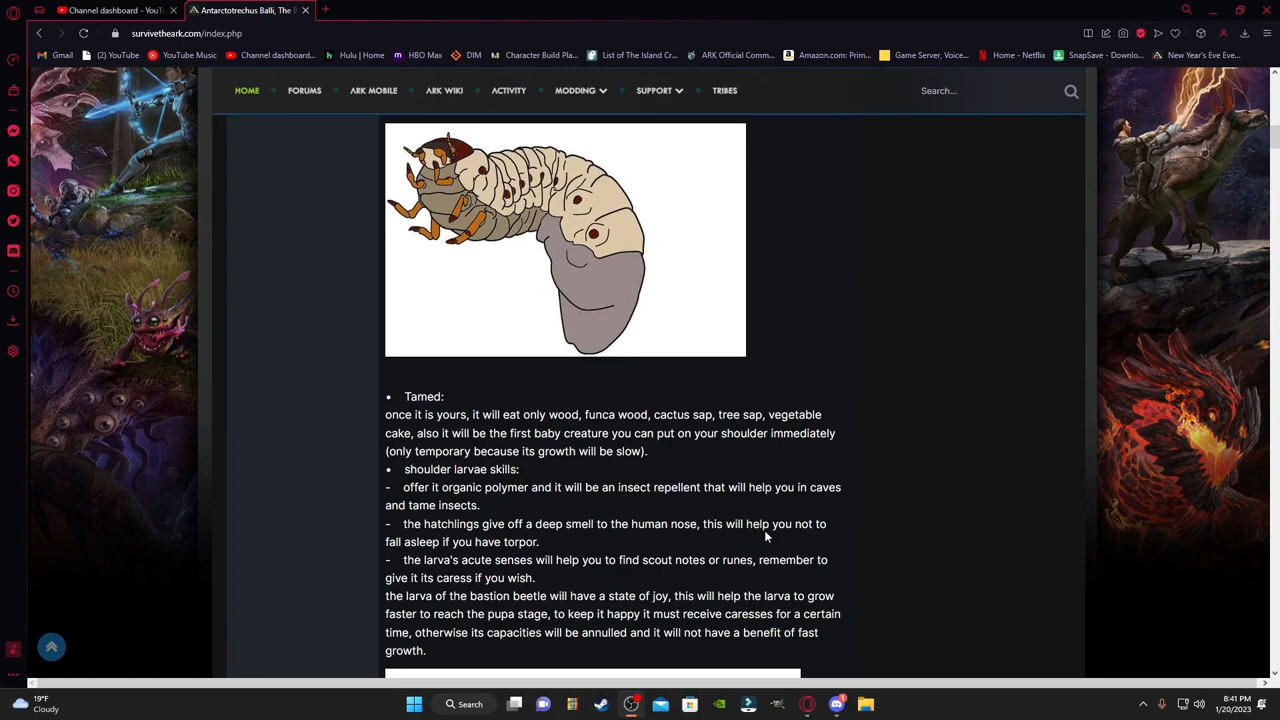 Channel dashboard - YouTu
Antarctotrechus Balli, The B
survivetheark.com/index.php
Gmail
(2) YouTube
YouTube Music
Channel dashboard...
Hulu | Home
HBO Max
DIM
Character Build Pla...
List of The Island Cr...
ARK Official Comm...
Amazon.com: Prim...
Game Server, Voice...
Home - Netflix
SnapSave - Downlo...
New Year's Eve Eve...
HOME
FORUMS
ARK MOBILE
ARK WIKI
ACTIVITY
MODDING
SUPPORT
TRIBES
Search...
• Tamed:
once it is yours, it will eat only wood, funca wood, cactus sap, tree sap, vegetable
cake, also it will be the first baby creature you can put on your shoulder immediately
(only temporary because its growth will be slow).
• shoulder larvae skills:
- offer it organic polymer and it will be an insect repellent that will help you in caves
and tame insects.
- the hatchlings give off a deep smell to the human nose, this will help you not to
fall asleep if you have torpor.
- the larva's acute senses will help you to find scout notes or runes, remember to
give it its caress if you wish.
the larva of the bastion beetle will have a state of joy, this will help the larva to grow
faster to reach the pupa stage, to keep it happy it must receive caresses for a certain
time, otherwise its capacities will be annulled and it will not have a benefit of fast
growth.
19°F
Cloudy
Search
1
8:41 PM
1/20/2023